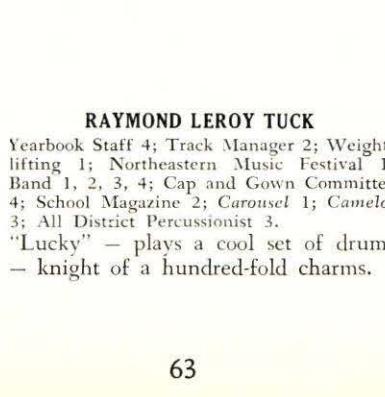 RAYMOND LEROY TUCK
Yearbook Staff 4; Track Manager 2; Weight
lifting 1; Northeastern Music Festival 1
Band 1, 2, 3, 4; Cap and Gown Committe
4; School Magazine 2; Carousel 1; Camelo
3; All District Percussionist 3.
"Lucky" — plays a cool set of drum
— knight of a hundred-fold charms.
63